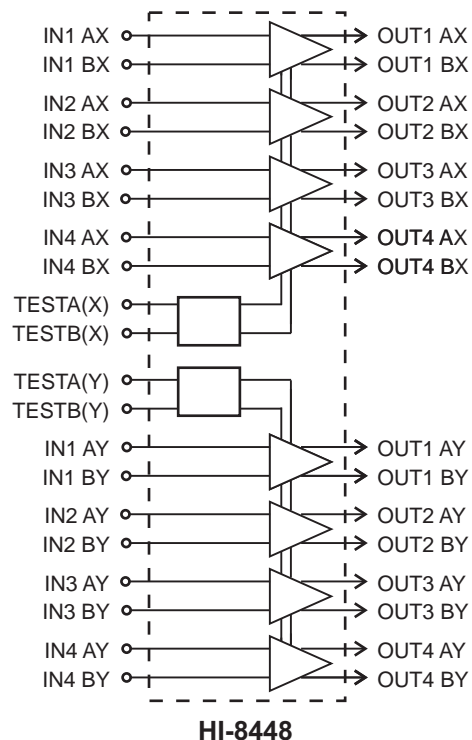 IN1 AX OUT1 AX
IN1 BX OUT1 BX
IN2 AX OUT2 AX
IN2 BX OUT2 BX
IN3 AX OUT3 AX
IN3 BX OUT3 BX
IN4 AX OUT4 AX
IN4 BX OUT4 BX
TESTA(X)
TESTB(X)
TESTA(Y)
TESTB(Y)
IN1 AY OUT1 AY
IN1 BY OUT1 BY
IN2 AY OUT2 AY
IN2 BY OUT2 BY
IN3 AY OUT3 AY
IN3 BY OUT3 BY
IN4 AY OUT4 AY
IN4 BY OUT4 BY
HI-8448